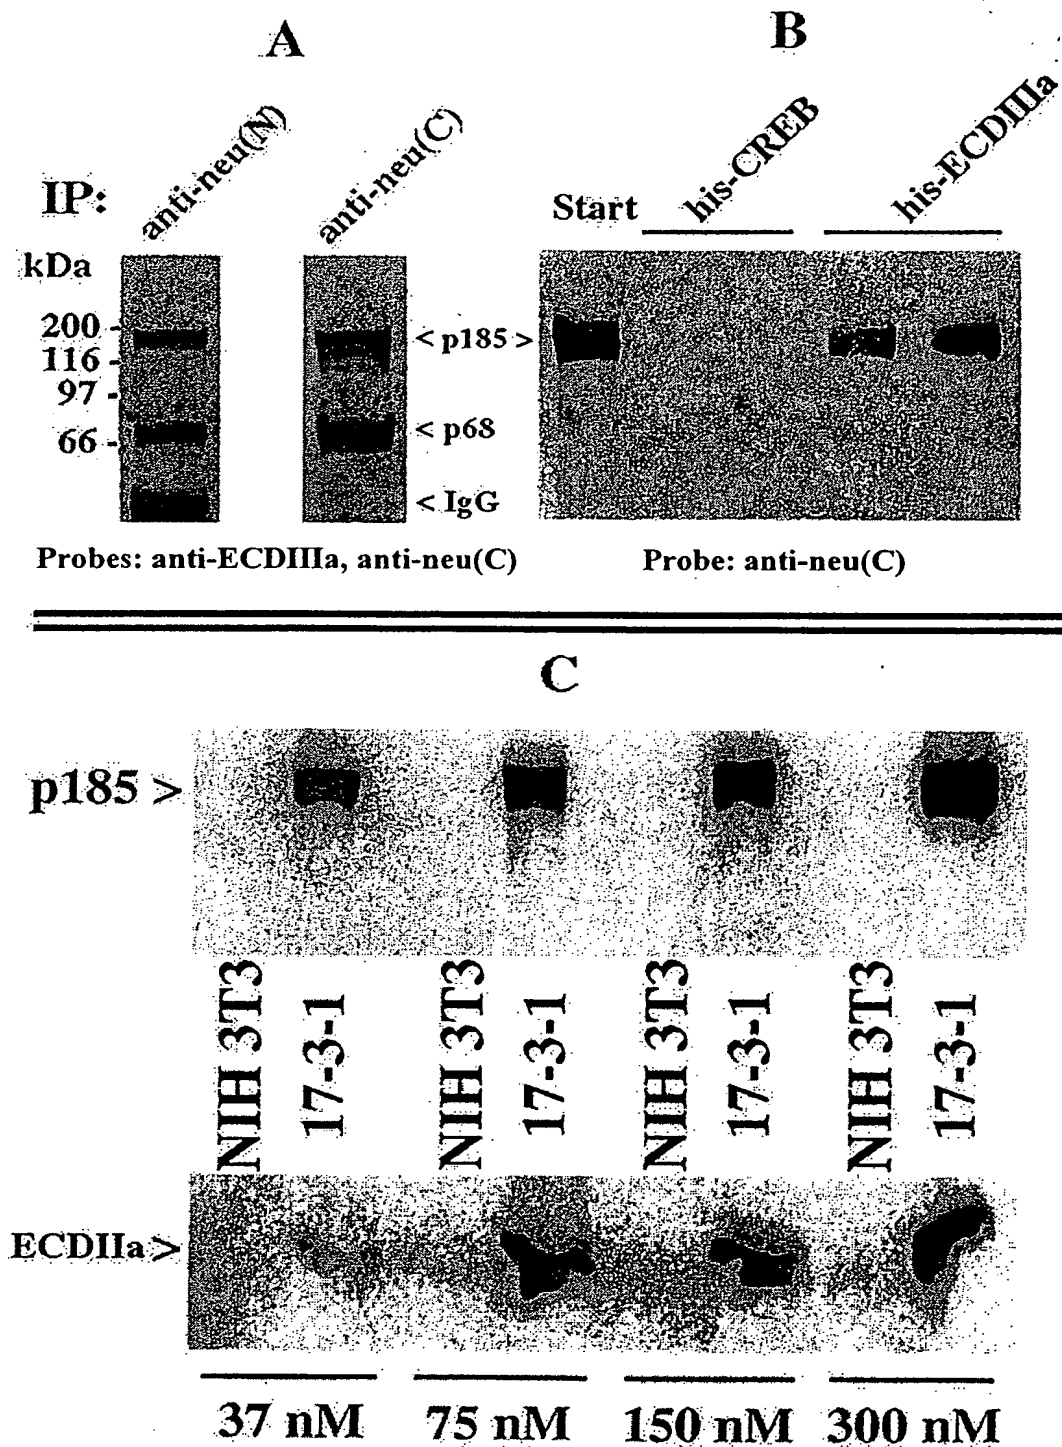 A
B
IP:
anti-neu(N)
anti-neu(C)
Start
his-CREB
his-ECDIIIa
kDa
200 -
116 -
97 -
66 -
< p185 >
< p68
< IgG
Probes: anti-ECDIIIa, anti-neu(C)
Probe: anti-neu(C)
C
p185 >
NIH 3T3
17-3-1
NIH 3T3
17-3-1
NIH 3T3
17-3-1
NIH 3T3
17-3-1
ECDIIa >
37 nM
75 nM
150 nM
300 nM